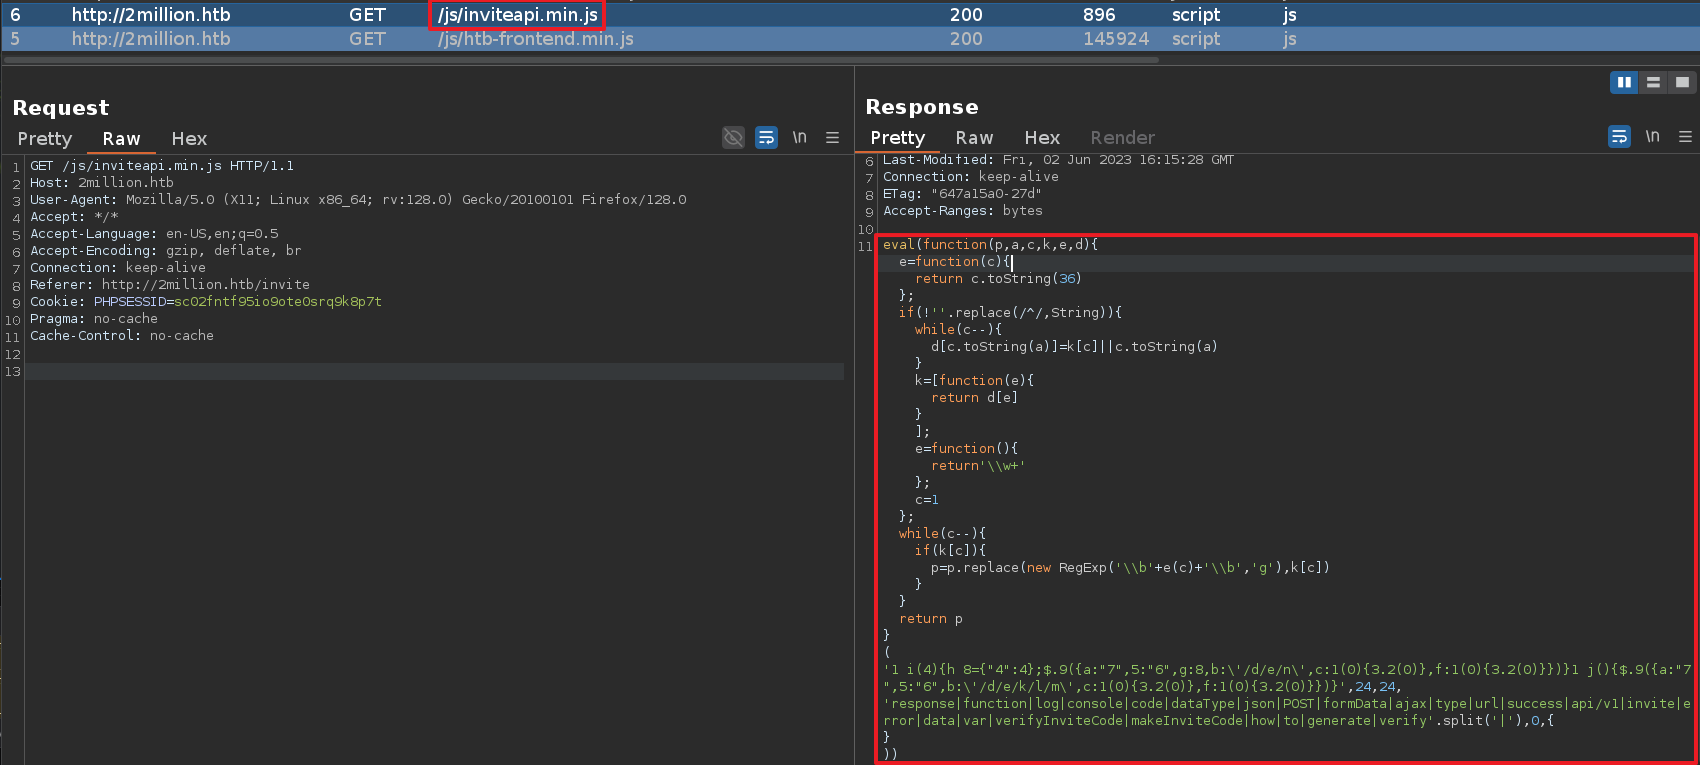 6 http://2million.htb GET /js/inviteapi.min.js 200 896 script js
5 http://2million.htb GET /js/htb-frontend.min.js 200 145924 script js
Request
Pretty Raw Hex \n
1 GET /js/inviteapi.min.js HTTP/1.1
2 Host: 2million.htb
3 User-Agent: Mozilla/5.0 (X11; Linux x86_64; rv:128.0) Gecko/20100101 Firefox/128.0
4 Accept: */*
5 Accept-Language: en-US,en;q=0.5
6 Accept-Encoding: gzip, deflate, br
7 Connection: keep-alive
8 Referer: http://2million.htb/invite
9 Cookie: PHPSESSID=sc02fntf95io9ote0srq9k8p7t
10 Pragma: no-cache
11 Cache-Control: no-cache
12
13
Response
Pretty Raw Hex Render \n
6 Last-Modified: Fri, 02 Jun 2023 16:15:28 GMT
7 Connection: keep-alive
8 ETag: "647a15a0-27d"
9 Accept-Ranges: bytes
10
11 eval(function(p,a,c,k,e,d){
e=function(c){
return c.toString(36)
};
if(!''.replace(/^/,String)){
while(c--){
d[c.toString(a)]=k[c]||c.toString(a)
}
k=[function(e){
return d[e]
}
];
e=function(){
return'\\w+'
};
c=1
};
while(c--){
if(k[c]){
p=p.replace(new RegExp('\\b'+e(c)+'\\b','g'),k[c])
}
}
return p
}
(
'1 i(4){h 8={"4":4};$.9({a:"7",5:"6",g:8,b:\'/d/e/n\',c:1(0){3.2(0)},f:1(0){3.2(0)}})}1 j(){$.9({a:"7
",5:"6",b:\'/d/e/k/l/m\',c:1(0){3.2(0)},f:1(0){3.2(0)}})}',24,24,
'response|function|log|console|code|dataType|json|POST|formData|ajax|type|url|success|api/v1|invite|e
rror|data|var|verifyInviteCode|makeInviteCode|how|to|generate|verify'.split('|'),0,{
}
))